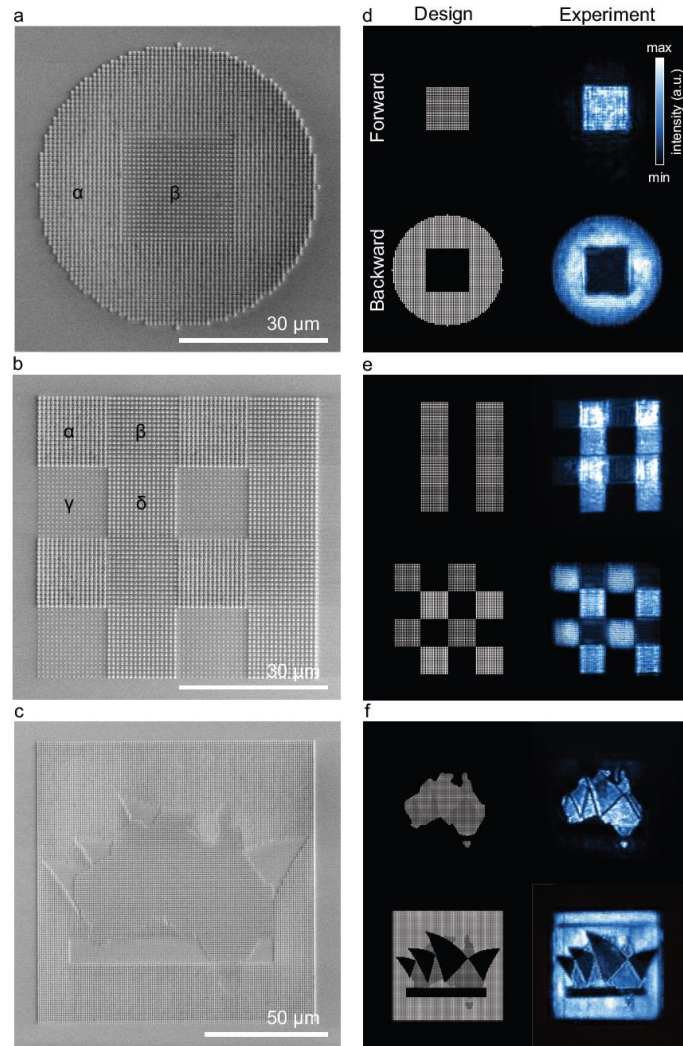 a
α
β
30 μm
b
α
β
γ
δ
30 μm
c
50 μm
d
Design
Experiment
Forward
max
intensity (a.u.)
min
Backward
e
f